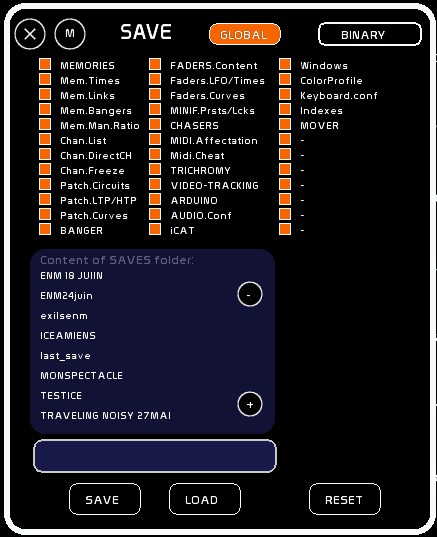 M SAVE GLOBAL BINARY
MEMORIES FADERS.Content Windows
Mem.Times Faders.LFO/Times ColorProfile
Mem.Links Faders.Curves Keyboard.conf
Mem.Bangers MINIF.Prsts/Lcks Indexes
Mem.Man.Ratio CHASERS MOVER
Chan.List MIDI.Affectation -
Chan.DirectCH Midi.Cheat -
Chan.Freeze TRICHROMY -
Patch.Circuits VIDEO-TRACKING -
Patch.LTP/HTP ARDUINO -
Patch.Curves AUDIO.Conf -
BANGER iCAT -
Content of SAVES folder:
ENM 18 JUIIN
ENM24juin
-
exilsenm
ICEAMIENS
last_save
MONSPECTACLE
TESTICE
+
TRAVELING NOISY 27MAI
SAVE LOAD RESET